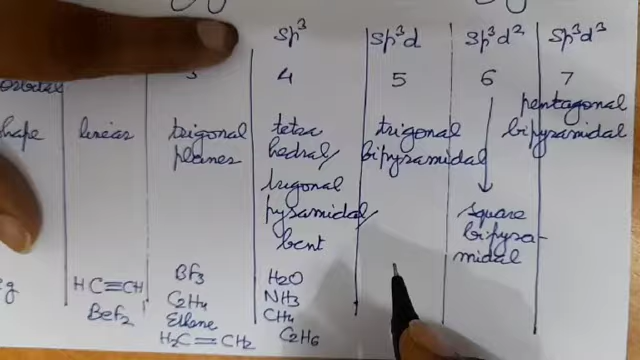 sp³ sp³d sp³d² sp³d³
4 5 6 7
linear
trigonal
planer
tetra
hedral/
trigonal
pyramidal/
bent
trigonal
bipyramidal
square
bipyra-
midal
pentagonal
bipyramidal
HC≡CH
BeF2
BF3
C2H4
Ethene
H2C=CH2
H2O
NH3
CH4
C2H6